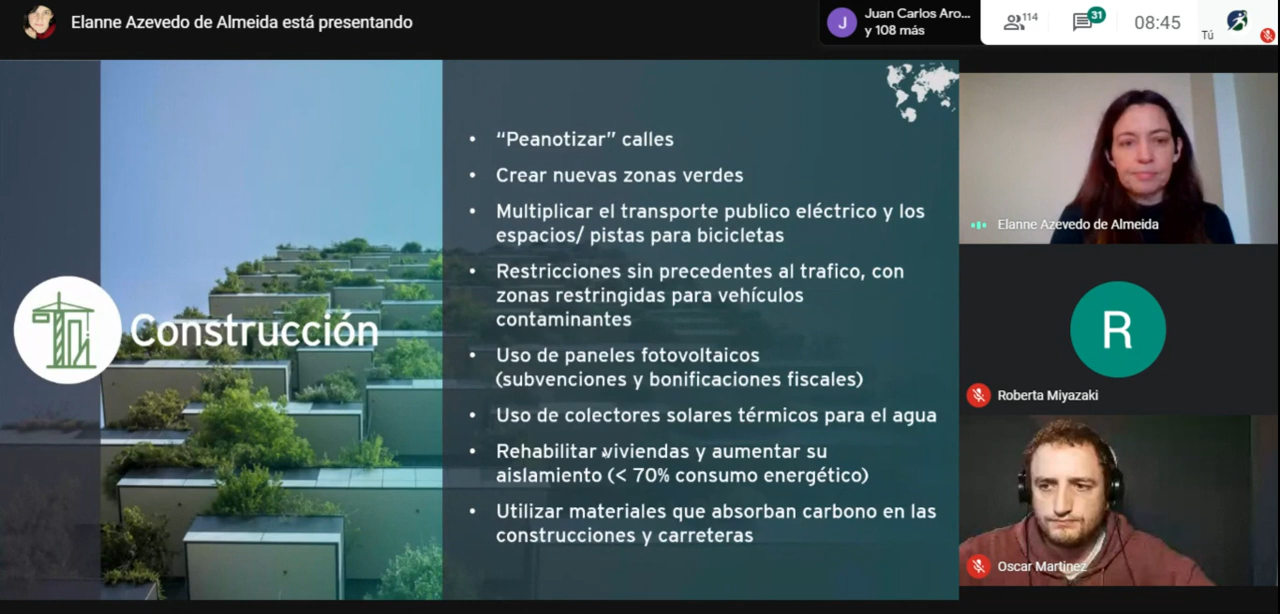 Elanne Azevedo de Almeida está presentando
Juan Carlos Aro...
y 108 más
114
31
08:45
Tú
J
• “Peanotizar” calles
• Crear nuevas zonas verdes
• Multiplicar el transporte publico eléctrico y los
espacios/ pistas para bicicletas
• Restricciones sin precedentes al trafico, con
zonas restringidas para vehículos
contaminantes
• Uso de paneles fotovoltaicos
(subvenciones y bonificaciones fiscales)
• Uso de colectores solares térmicos para el agua
• Rehabilitar viviendas y aumentar su
aislamiento (< 70% consumo energético)
• Utilizar materiales que absorban carbono en las
construcciones y carreteras
Construcción
Elanne Azevedo de Almeida
R
Roberta Miyazaki
Oscar Martinez